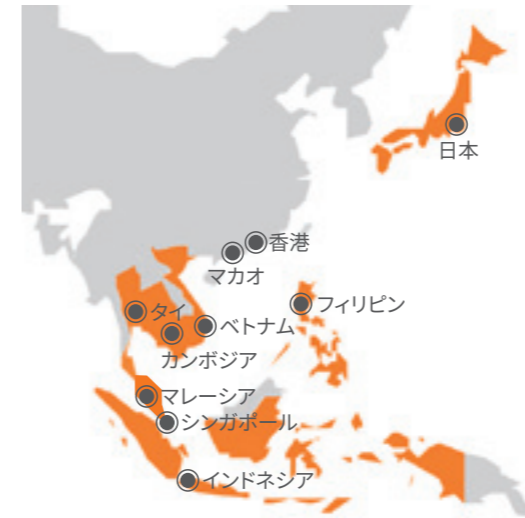 日本
香港
マカオ
タイ
フィリピン
ベトナム
カンボジア
マレーシア
シンガポール
インドネシア